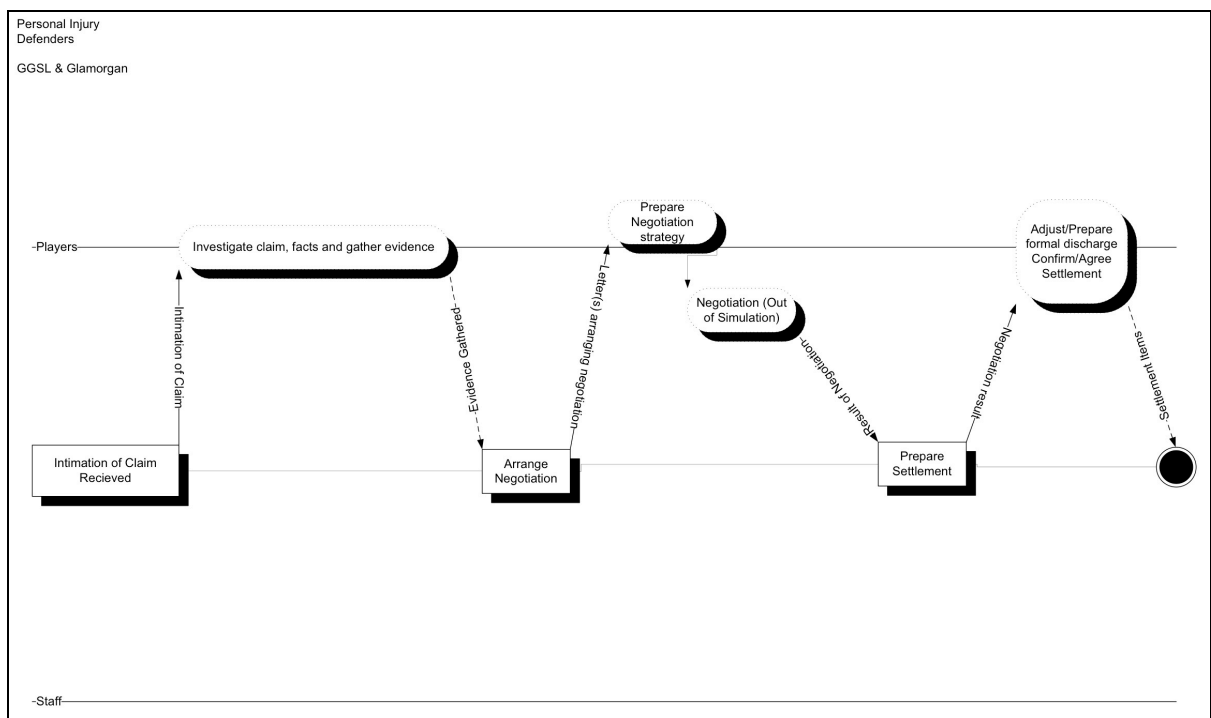 Personal Injury
Defenders
GGSL & Glamorgan
Prepare
Negotiation
strategy
Players
Investigate claim, facts and gather evidence
Adjust/Prepare
formal discharge
Confirm/Agree
Settlement
Negotiation (Out
of Simulation)
Intimation of Claim
Evidence Gathered
Letter(s) arranging negotiation
Result of Negotiation
Negotiation result
Settlement Items
Intimation of Claim
Recieved
Arrange
Negotiation
Prepare
Settlement
Staff